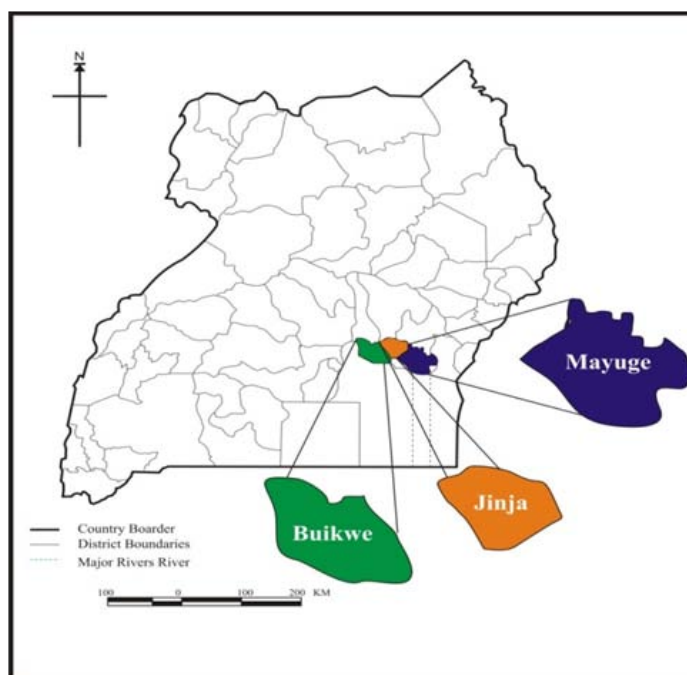 N
Mayuge
Jinja
Buikwe
Country Boarder
District Boundaries
Major Rivers River
100 0 100 200 KM